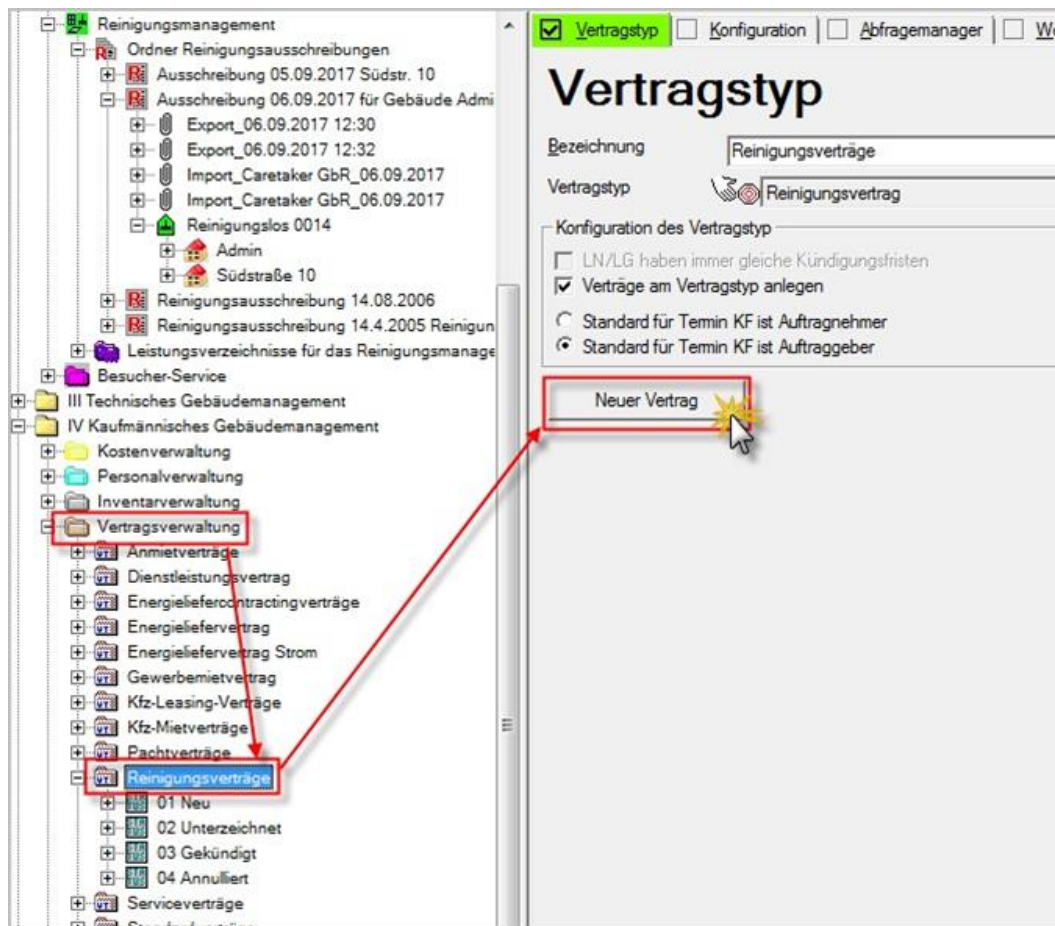 Reinigungsmanagement
Ordner Reinigungsausschreibungen
Ausschreibung 05.09.2017 Südstr. 10
Ausschreibung 06.09.2017 für Gebäude Admi
Export_06.09.2017 12:30
Export_06.09.2017 12:32
Import_Caretaker GbR_06.09.2017
Import_Caretaker GbR_06.09.2017
Reinigungslos 0014
Admin
Südstraße 10
Reinigungsausschreibung 14.08.2006
Reinigungsausschreibung 14.4.2005 Reinigun
Leistungsverzeichnisse für das Reinigungsmanage
Besucher-Service
III Technisches Gebäudemanagement
IV Kaufmännisches Gebäudemanagement
Kostenverwaltung
Personalverwaltung
Inventarverwaltung
Vertragsverwaltung
Anmietverträge
Dienstleistungsvertrag
Energieliefercontractingverträge
Energieliefervertrag
Energieliefervertrag Strom
Gewerbemietvertrag
Kfz-Leasing-Verträge
Kfz-Mietverträge
Pachtverträge
Reinigungsverträge
01 Neu
02 Unterzeichnet
03 Gekündigt
04 Annulliert
Serviceverträge
Vertragstyp Konfiguration Abfragemanager
Vertragstyp
Bezeichnung Reinigungsverträge
Vertragstyp Reinigungsvertrag
Konfiguration des Vertragstyp
LN/LG haben immer gleiche Kündigungsfristen
Verträge am Vertragstyp anlegen
Standard für Termin KF ist Auftragnehmer
Standard für Termin KF ist Auftraggeber
Neuer Vertrag